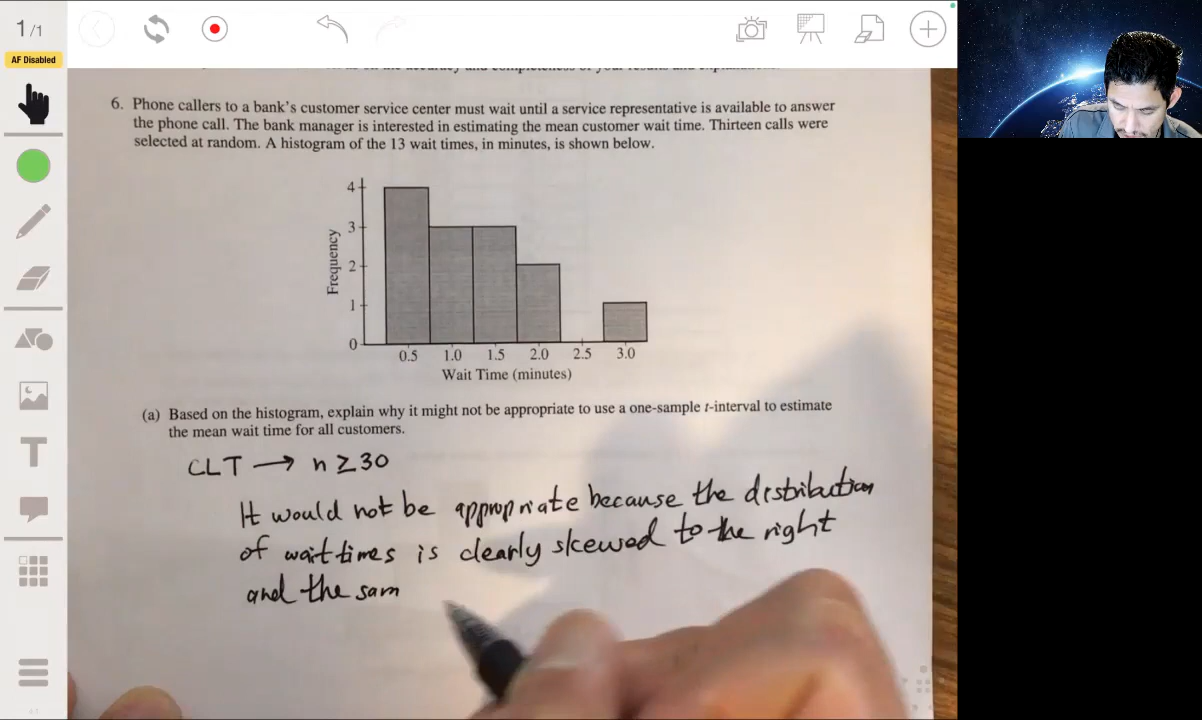 1/1
AF Disabled
6. Phone callers to a bank's customer service center must wait until a service representative is available to answer
the phone call. The bank manager is interested in estimating the mean customer wait time. Thirteen calls were
selected at random. A histogram of the 13 wait times, in minutes, is shown below.
4
3
2
1
0
Frequency
0.5 1.0 1.5 2.0 2.5 3.0
Wait Time (minutes)
(a) Based on the histogram, explain why it might not be appropriate to use a one-sample t-interval to estimate
the mean wait time for all customers.
CLT → n ≥ 30
It would not be appropriate because the distribution
of wait times is clearly skewed to the right
and the sam
T